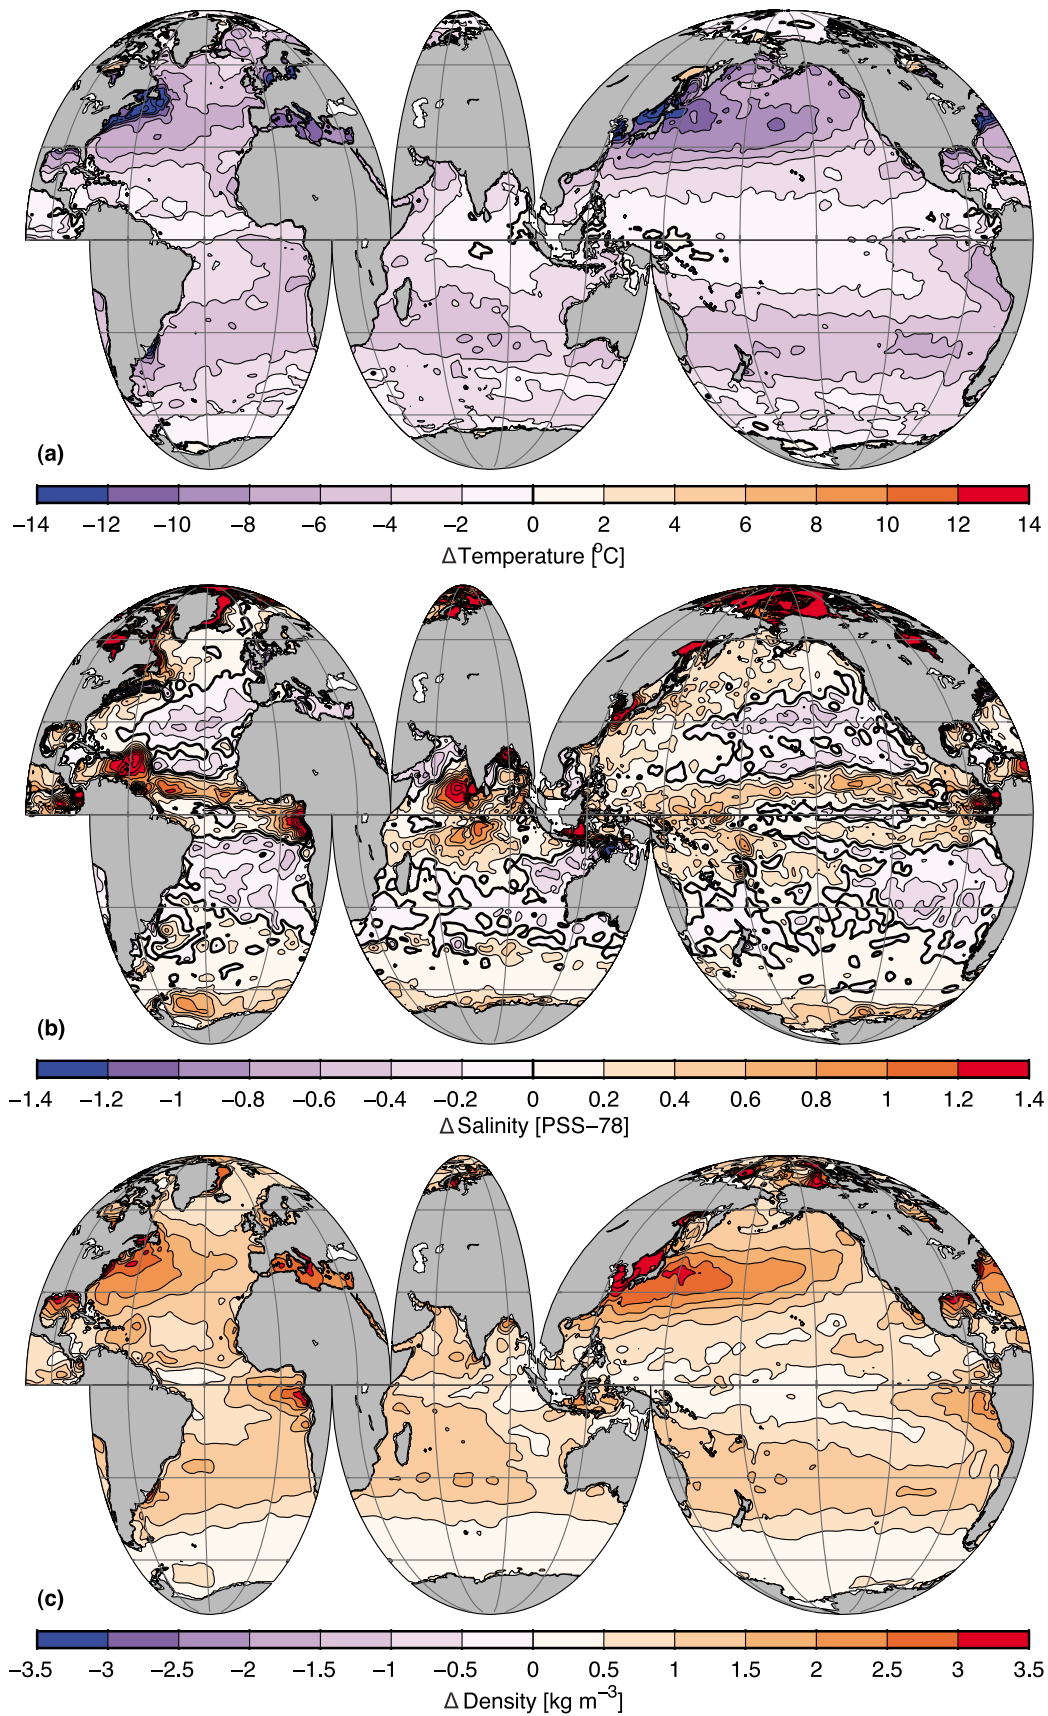 (a)
−14 −12 −10 −8 −6 −4 −2 0 2 4 6 8 10 12 14
Δ Temperature [°C]
(b)
−1.4 −1.2 −1 −0.8 −0.6 −0.4 −0.2 0 0.2 0.4 0.6 0.8 1 1.2 1.4
Δ Salinity [PSS−78]
(c)
−3.5 −3 −2.5 −2 −1.5 −1 −0.5 0 0.5 1 1.5 2 2.5 3 3.5
Δ Density [kg m⁻³]